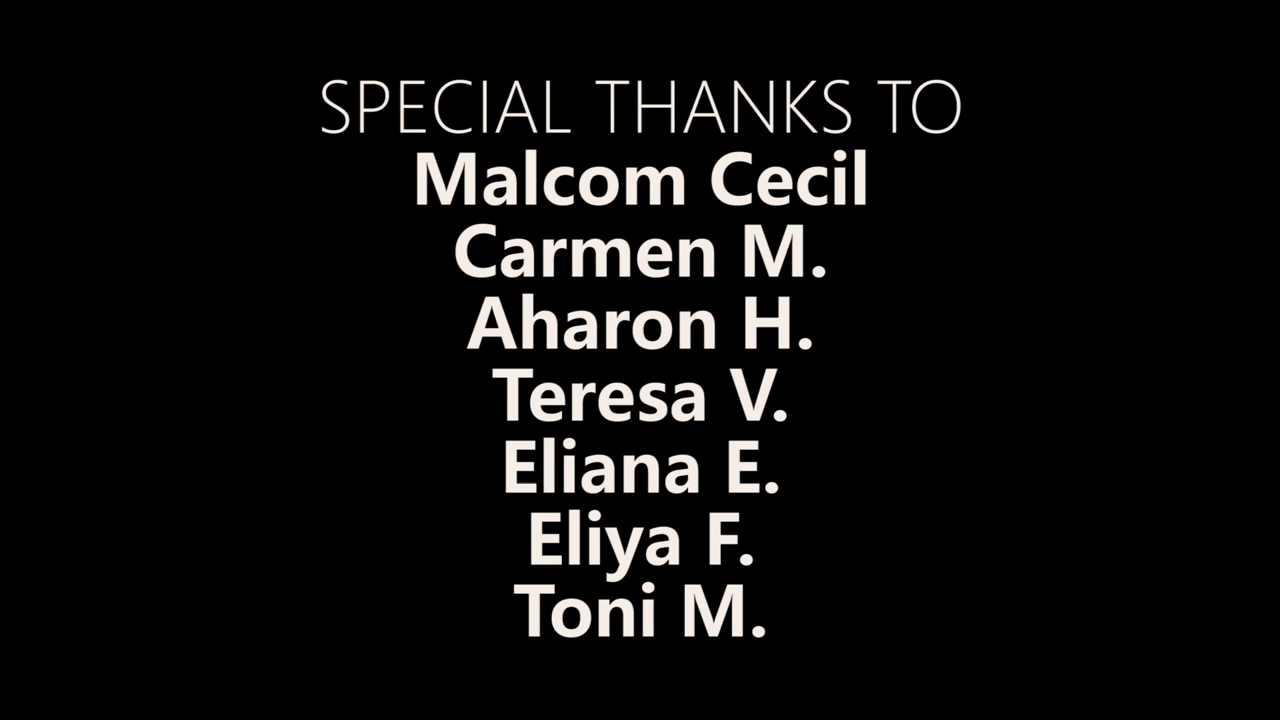 SPECIAL THANKS TO
Malcom Cecil
Carmen M.
Aharon H.
Teresa V.
Eliana E.
Eliya F.
Toni M.